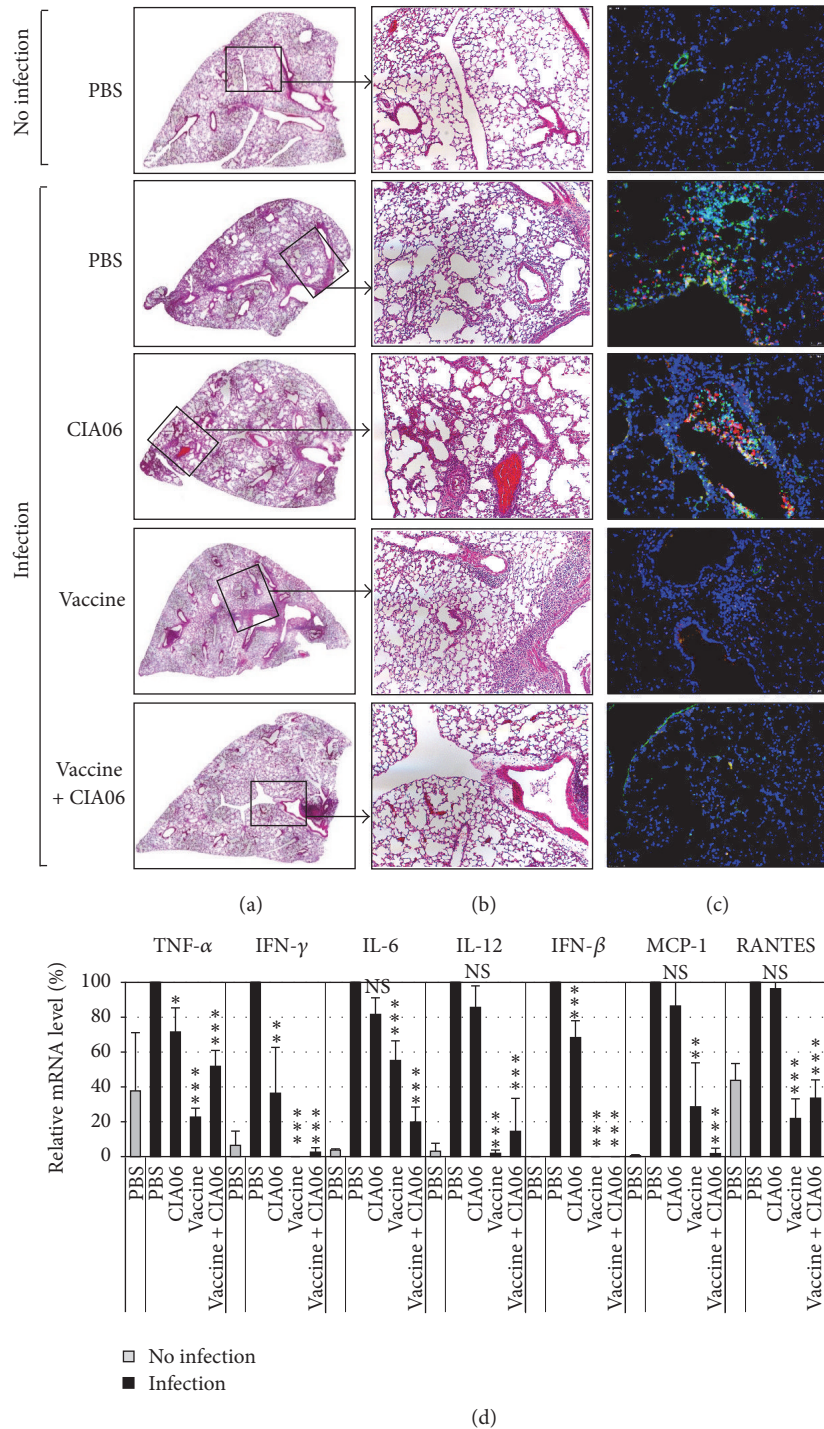 No infection
PBS
Infection
PBS
CIA06
Vaccine
Vaccine
+ CIA06
(a)
(b)
(c)
TNF-α IFN-γ IL-6 IL-12 IFN-β MCP-1 RANTES
Relative mRNA level (%)
100
80
60
40
20
0
* *** ***
** *** ***
NS *** ***
NS *** ***
*** *** ***
NS ** ***
NS *** ***
PBS PBS CIA06 Vaccine Vaccine + CIA06
PBS PBS CIA06 Vaccine Vaccine + CIA06
PBS PBS CIA06 Vaccine Vaccine + CIA06
PBS PBS CIA06 Vaccine Vaccine + CIA06
PBS PBS CIA06 Vaccine Vaccine + CIA06
PBS PBS CIA06 Vaccine Vaccine + CIA06
PBS PBS CIA06 Vaccine Vaccine + CIA06
No infection
Infection
(d)